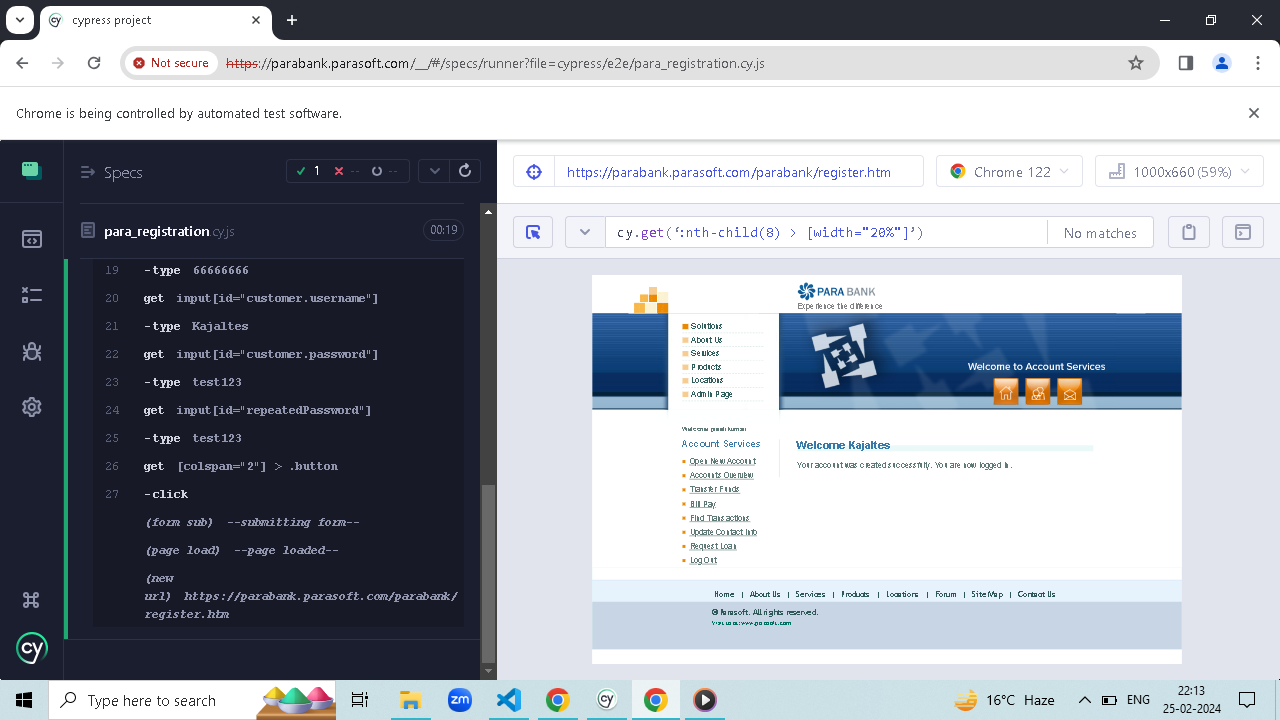 cypress project
Not secure
https://parabank.parasoft.com/__/#/specs/runner?file=cypress/e2e/para_registration.cy.js
Chrome is being controlled by automated test software.
Specs
1 -- --
https://parabank.parasoft.com/parabank/register.htm
Chrome 122
1000x660 (59%)
para_registration.cy.js
00:19
cy.get(':nth-child(8) > [width="20%"]')
No matches
19 -type 66666666
20 get input[id="customer.username"]
21 -type Kajaltes
22 get input[id="customer.password"]
23 -type test123
24 get input[id="repeatedPassword"]
25 -type test123
26 get [colspan="2"] > .button
27 -click
(form sub) --submitting form--
(page load) --page loaded--
(new
url) https://parabank.parasoft.com/parabank/
register.htm
PARA BANK
Experience the difference
Solutions
About Us
Services
Products
Locations
Admin Page
Welcome to Account Services
Account Services
Open New Account
Accounts Overview
Transfer Funds
Bill Pay
Find Transactions
Update Contact Info
Request Loan
Log Out
Welcome Kajaltes
Your account was created successfully. You are now logged in.
Home | About Us | Services | Products | Locations | Forum | Site Map | Contact Us
© Parasoft. All rights reserved.
cy
Type here to search
zm
cy
16°C Haze
ENG
22:13
25-02-2024